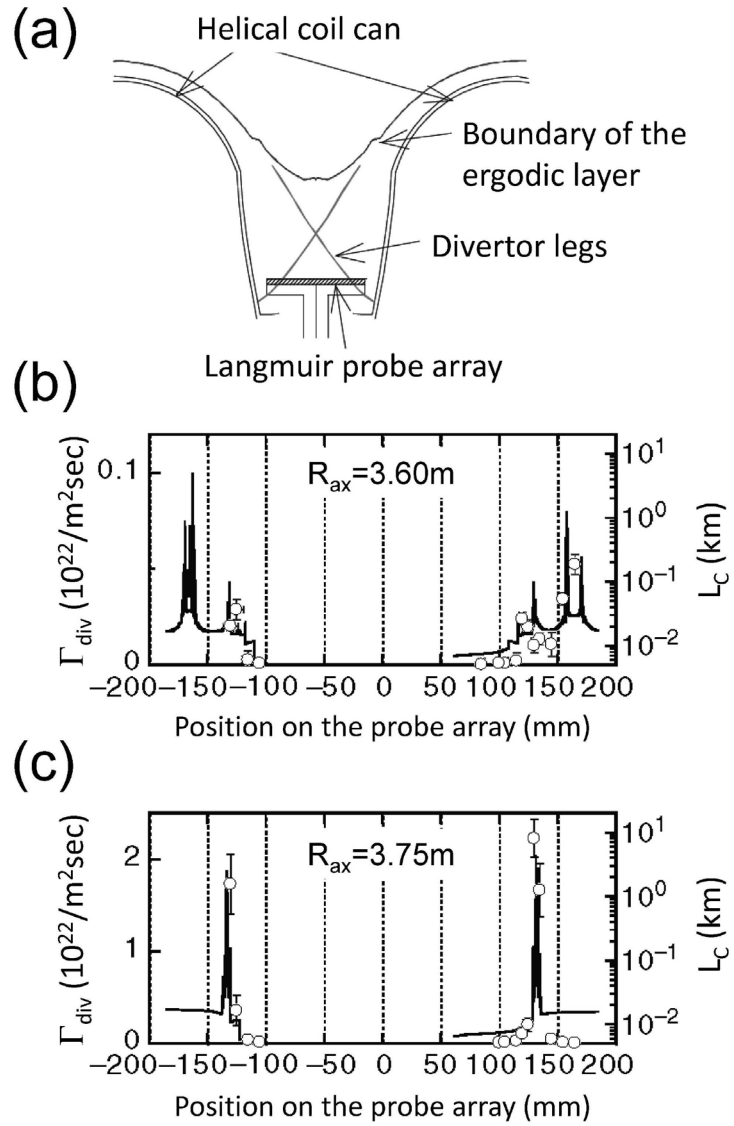 (a)
Helical coil can
Boundary of the
ergodic layer
Divertor legs
Langmuir probe array
(b)
Γdiv (10²²/m²sec)
0.1
0
Rax=3.60m
10¹
10⁰
10⁻¹
10⁻²
LC (km)
−200 −150 −100 −50 0 50 100 150 200
Position on the probe array (mm)
(c)
Γdiv (10²²/m²sec)
2
1
0
Rax=3.75m
10¹
10⁰
10⁻¹
10⁻²
LC (km)
−200 −150 −100 −50 0 50 100 150 200
Position on the probe array (mm)